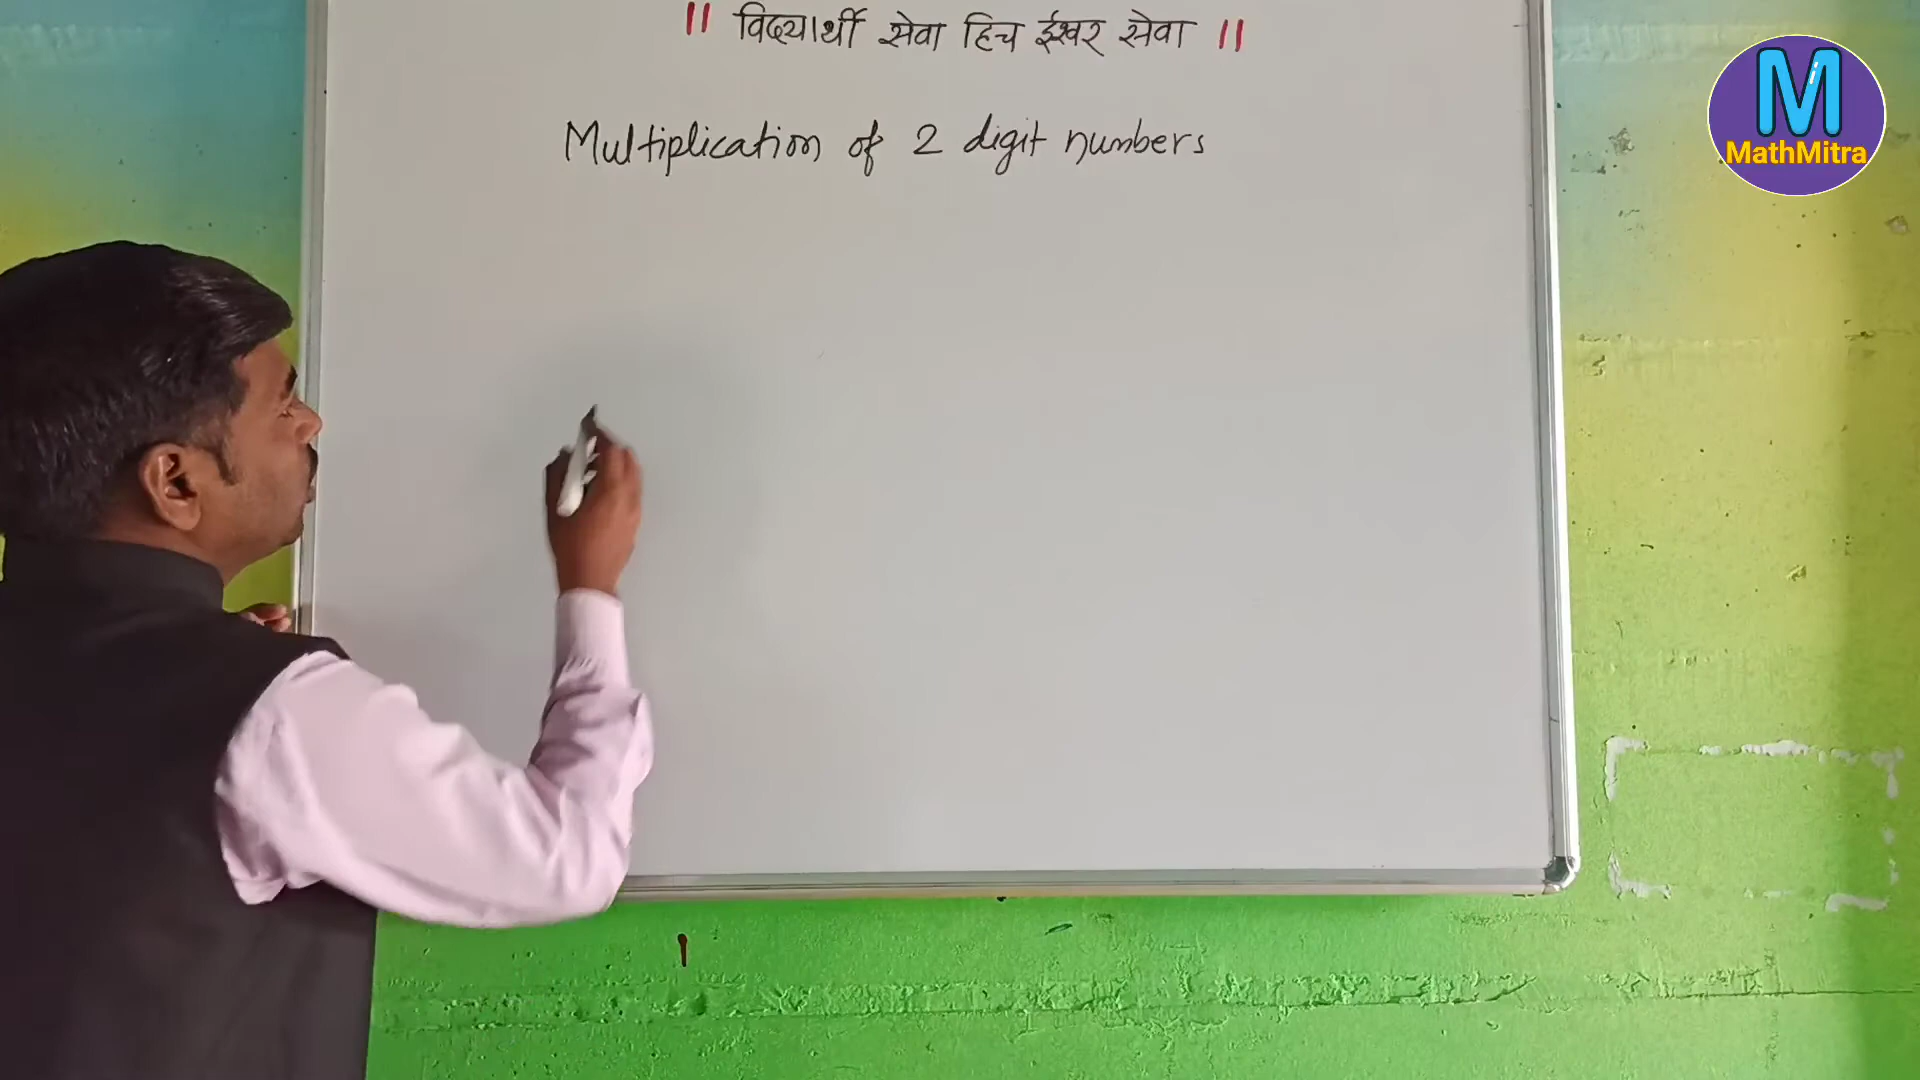 || विद्यार्थी सेवा हिच ईश्वर सेवा ||
Multiplication of 2 digit numbers
M
MathMitra